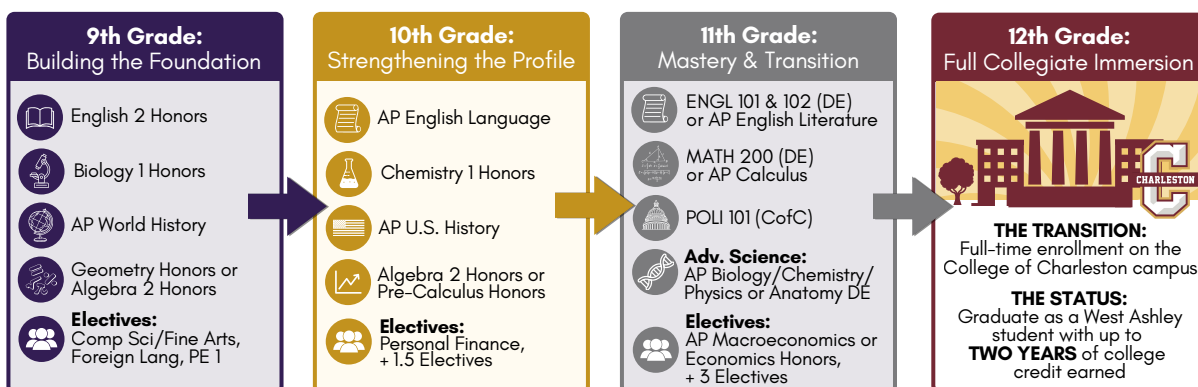 9th Grade:
Building the Foundation
English 2 Honors
Biology 1 Honors
AP World History
Geometry Honors or
Algebra 2 Honors
Electives:
Comp Sci/Fine Arts,
Foreign Lang, PE 1
10th Grade:
Strengthening the Profile
AP English Language
Chemistry 1 Honors
AP U.S. History
Algebra 2 Honors or
Pre-Calculus Honors
Electives:
Personal Finance,
+ 1.5 Electives
11th Grade:
Mastery & Transition
ENGL 101 & 102 (DE)
or AP English Literature
MATH 200 (DE)
or AP Calculus
POLI 101 (CofC)
Adv. Science:
AP Biology/Chemistry/
Physics or Anatomy DE
Electives:
AP Macroeconomics or
Economics Honors,
+ 3 Electives
12th Grade:
Full Collegiate Immersion
C
CHARLESTON
THE TRANSITION:
Full-time enrollment on the
College of Charleston campus
THE STATUS:
Graduate as a West Ashley
student with up to
TWO YEARS of college
credit earned